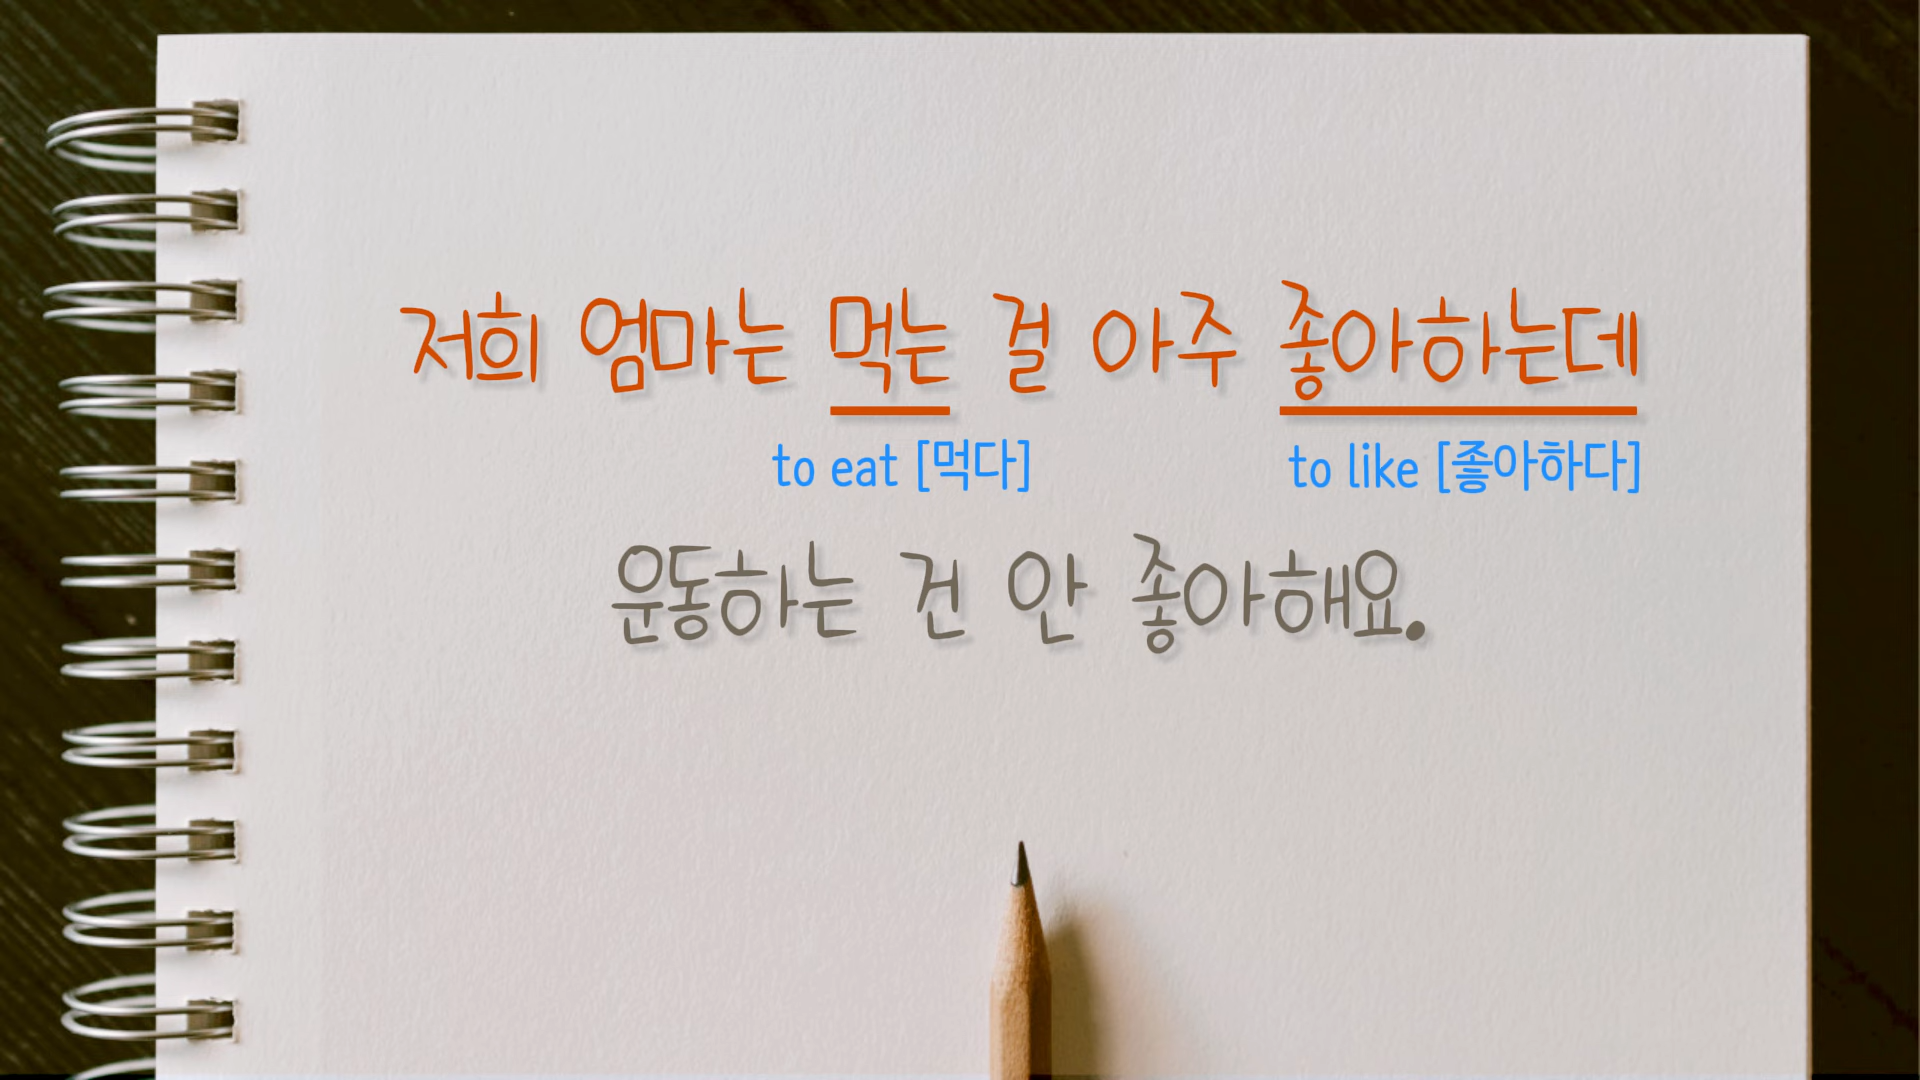 저희 엄마는 먹는 걸 아주 좋아하는데
to eat [먹다] to like [좋아하다]
운동하는 건 안 좋아해요.